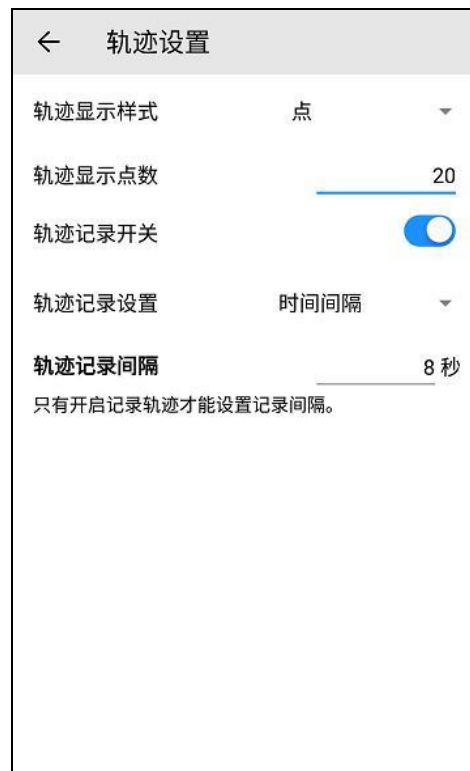 轨迹设置
轨迹显示样式 点
轨迹显示点数 20
轨迹记录开关
轨迹记录设置 时间间隔
轨迹记录间隔 8 秒
只有开启记录轨迹才能设置记录间隔。